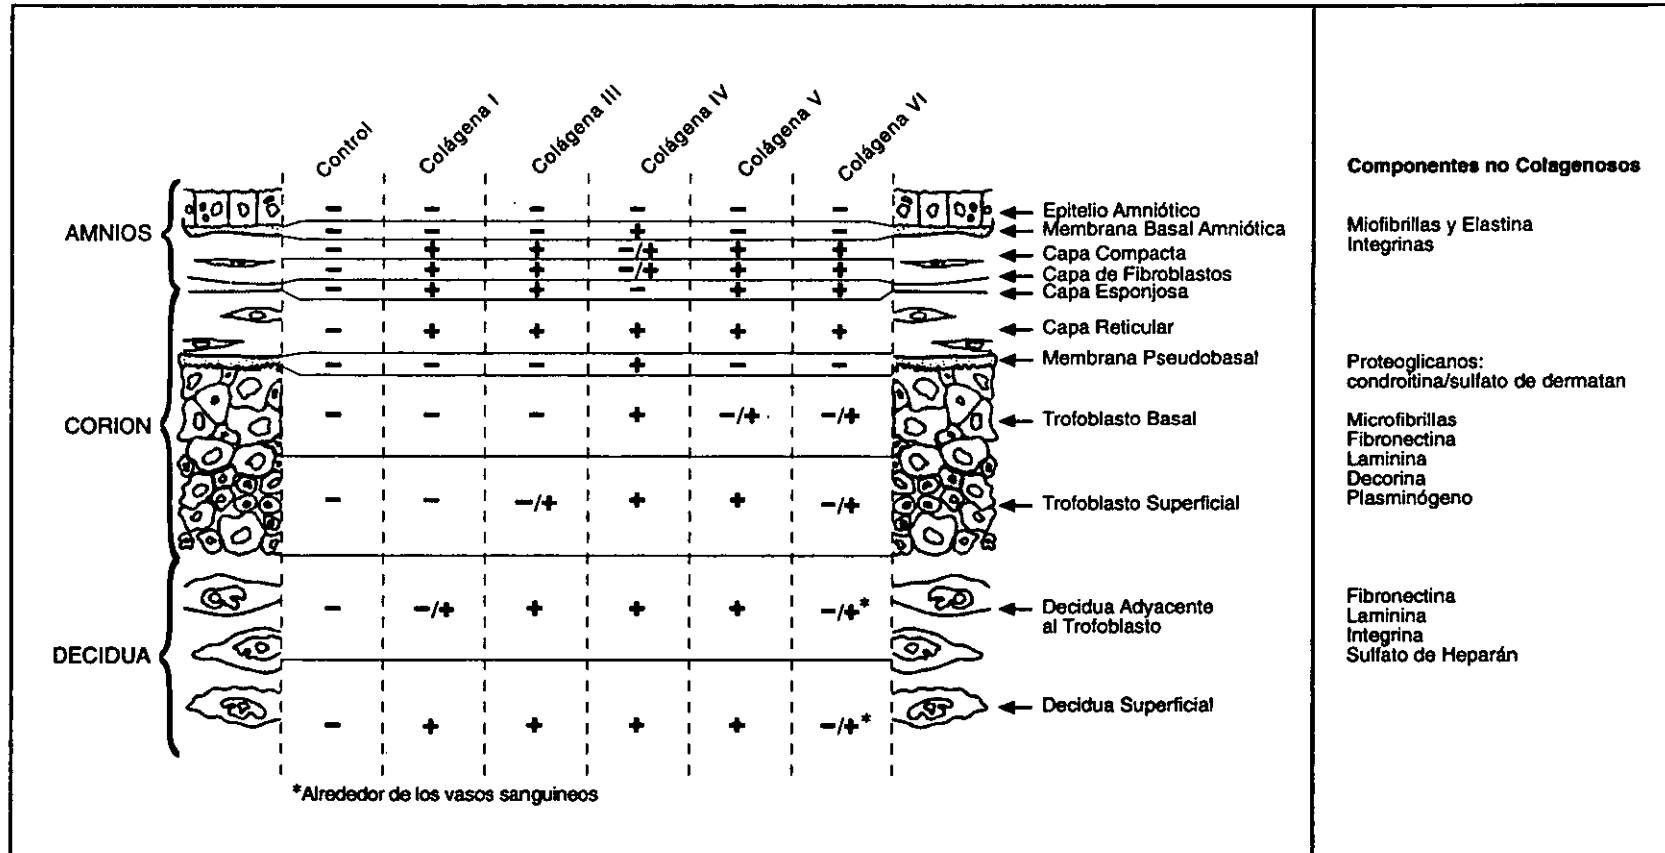 Control Colágena I Colágena III Colágena IV Colágena V Colágena VI
Componentes no Colagenosos
AMNIOS
- - - - - - Epitelio Amniótico
- - - + - - Membrana Basal Amniótica
- + + -/+ + + Capa Compacta
- + + -/+ + + Capa de Fibroblastos
- + + - + + Capa Esponjosa
Miofibrillas y Elastina
Integrinas
CORION
- + + + + + Capa Reticular
- - - + - - Membrana Pseudobasal
- - - + -/+ -/+ Trofoblasto Basal
- - -/+ + + -/+ Trofoblasto Superficial
Proteoglicanos:
condroitina/sulfato de dermatan
Microfibrillas
Fibronectina
Laminina
Decorina
Plasminógeno
DECIDUA
- -/+ + + + -/+* Decidua Adyacente
al Trofoblasto
- + + + + -/+* Decidua Superficial
Fibronectina
Laminina
Integrina
Sulfato de Heparán
*Alrededor de los vasos sanguineos